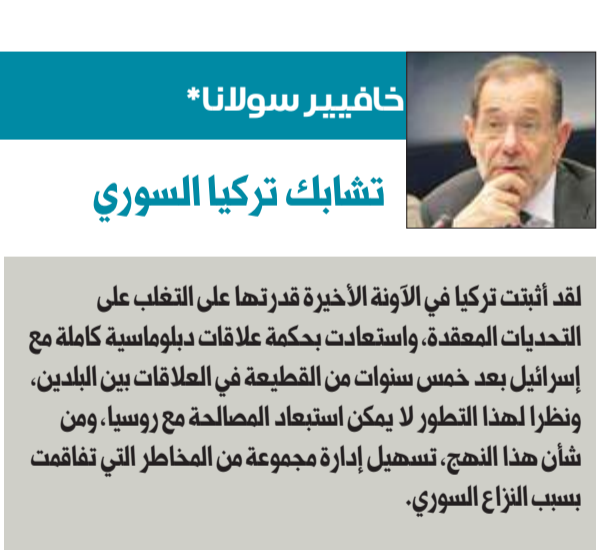 خافيير سولانا*
تشابك تركيا السوري
لقد أثبتت تركيا في الآونة الأخيرة قدرتها على التغلب على
التحديات المعقدة، واستعادت بحكمة علاقات دبلوماسية كاملة مع
إسرائيل بعد خمس سنوات من القطيعة في العلاقات بين البلدين،
ونظرا لهذا التطور لا يمكن استبعاد المصالحة مع روسيا، ومن
شأن هذا النهج، تسهيل إدارة مجموعة من المخاطر التي تفاقمت
بسبب النزاع السوري.